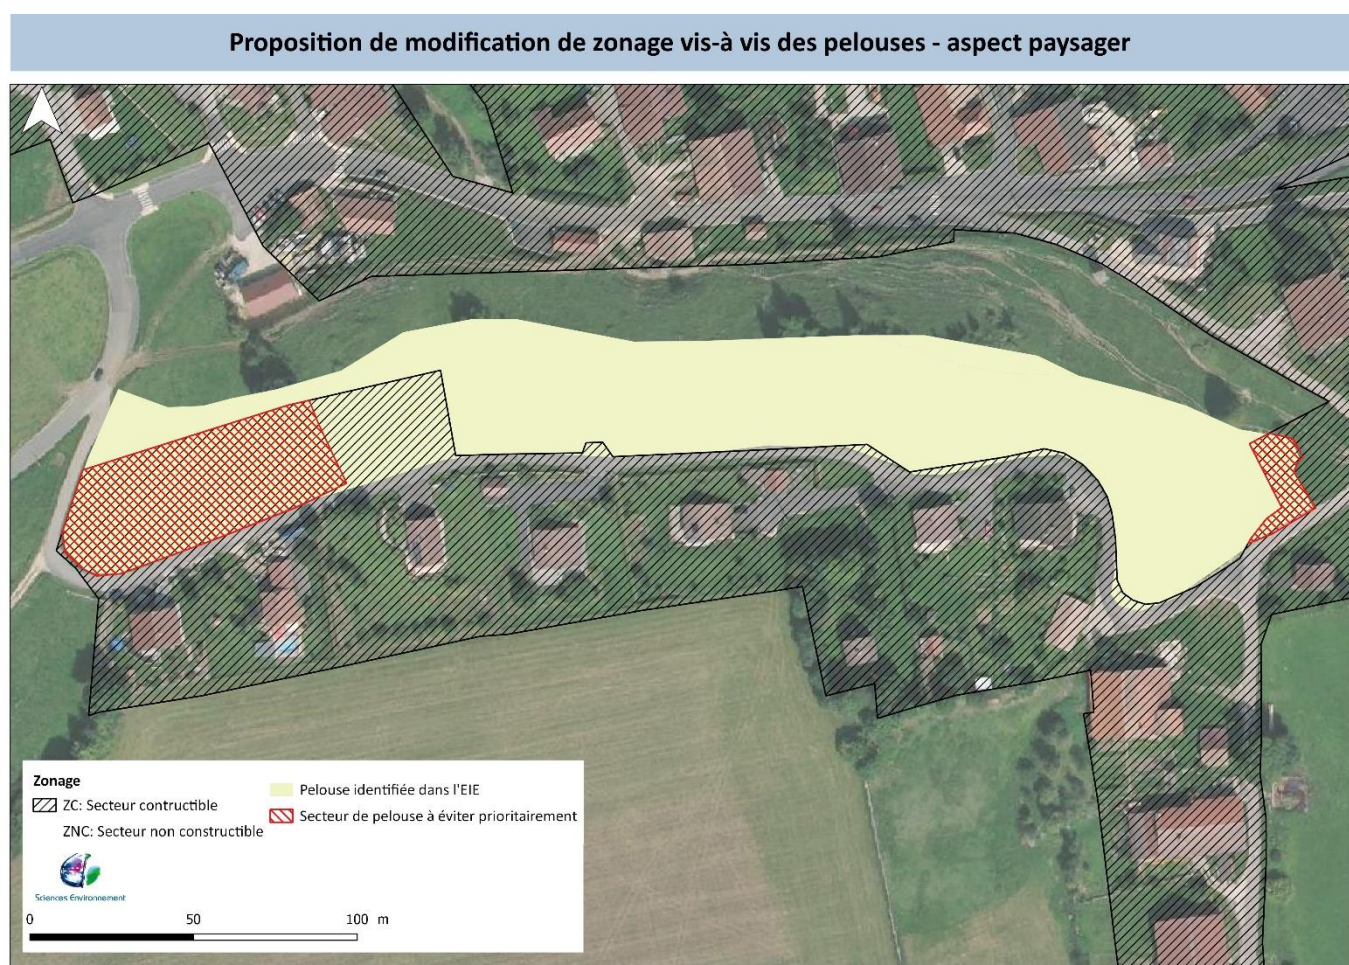 Proposition de modification de zonage vis-à vis des pelouses - aspect paysager
Zonage
ZC: Secteur contructible
ZNC: Secteur non constructible
Pelouse identifiée dans l'EIE
Secteur de pelouse à éviter prioritairement
Sciences Environnement
0 50 100 m